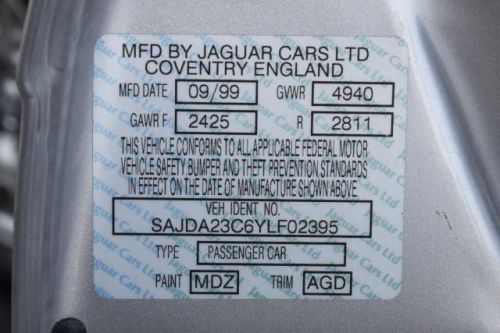 MFD BY JAGUAR CARS LTD
COVENTRY ENGLAND
MFD DATE 09/99 GVWR 4940
GAWR F 2425 R 2811
THIS VEHICLE CONFORMS TO ALL APPLICABLE FEDERAL MOTOR
VEHICLE SAFETY BUMPER AND THEFT PREVENTION STANDARDS
IN EFFECT ON THE DATE OF MANUFACTURE SHOWN ABOVE.
VEH. IDENT NO.
SAJDA23C6YLF02395
TYPE PASSENGER CAR
PAINT MDZ TRIM AGD